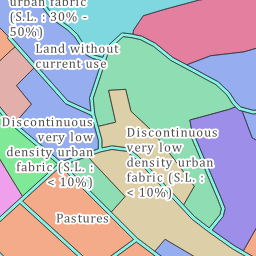 urban fabric
(S.L. : 30% -
50%)
Land without
current use
Discontinuous
very low
density urban
fabric (S.L. :
< 10%)
Discontinuous
very low
density urban
fabric (S.L. :
< 10%)
Pastures